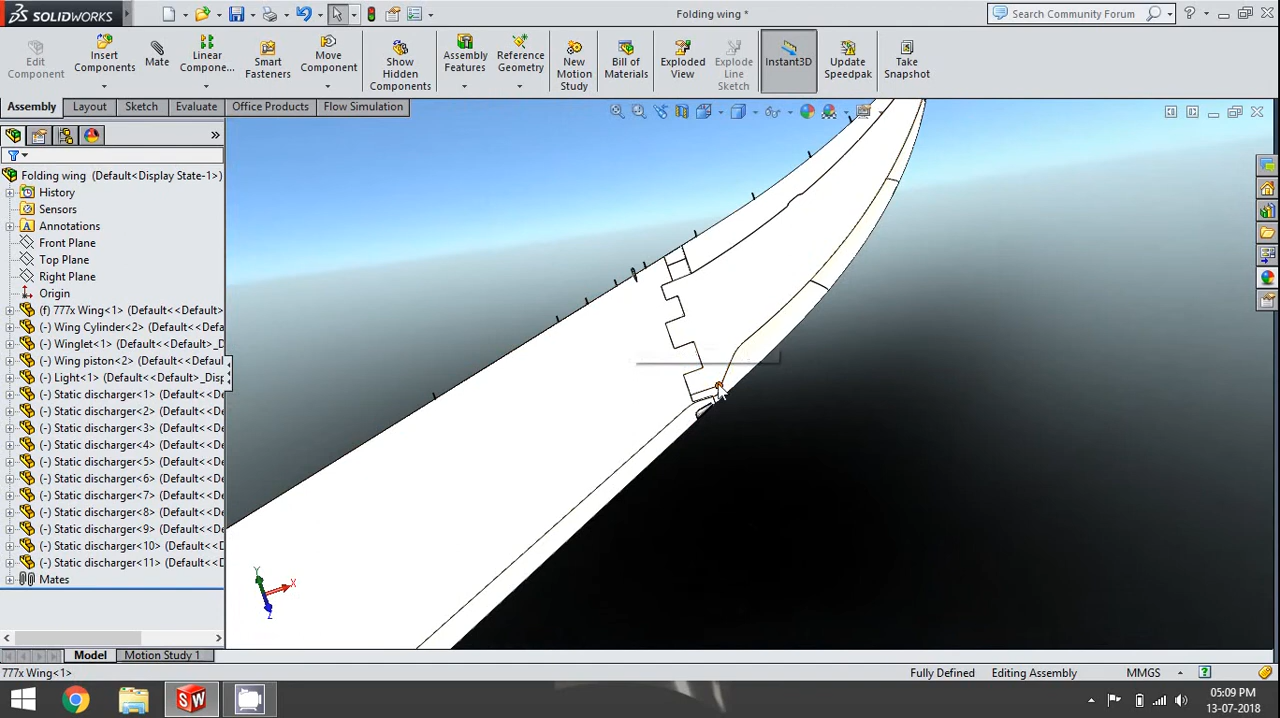 SOLIDWORKS
Folding wing *
Search Community Forum
Edit
Component
Insert
Components
Mate
Linear
Compone...
Smart
Fasteners
Move
Component
Show
Hidden
Components
Assembly
Features
Reference
Geometry
New
Motion
Study
Bill of
Materials
Exploded
View
Explode
Line
Sketch
Instant3D
Update
Speedpak
Take
Snapshot
Assembly
Layout
Sketch
Evaluate
Office Products
Flow Simulation
Folding wing (Default<Display State-1>)
History
Sensors
Annotations
Front Plane
Top Plane
Right Plane
Origin
(f) 777x Wing<1> (Default<<Defau
(-) Wing Cylinder<2> (Default<<Defa
(-) Winglet<1> (Default<<Default>_D
(-) Wing piston<2> (Default<<Default
(-) Light<1> (Default<<Default>_Disp
(-) Static discharger<1> (Default<<De
(-) Static discharger<2> (Default<<De
(-) Static discharger<3> (Default<<De
(-) Static discharger<4> (Default<<De
(-) Static discharger<5> (Default<<De
(-) Static discharger<6> (Default<<De
(-) Static discharger<7> (Default<<De
(-) Static discharger<8> (Default<<De
(-) Static discharger<9> (Default<<De
(-) Static discharger<10> (Default<<D
(-) Static discharger<11> (Default<<D
Mates
Y
X
Z
Model
Motion Study 1
777x Wing<1>
Fully Defined
Editing Assembly
MMGS
05:09 PM
13-07-2018